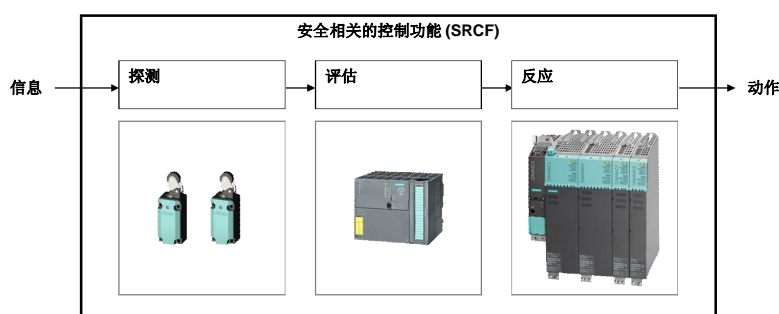 安全相关的控制功能 (SRCF)
信息
探测
评估
反应
动作